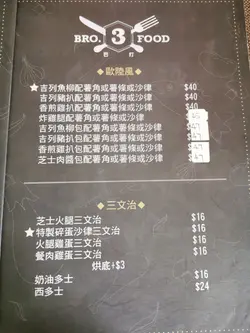 BRO. 3 FOOD
◆歐陸風◆
★吉列魚柳配薯角或薯條或沙律 $40
吉列豬扒配薯角或薯條或沙律 $40
香煎雞扒配薯角或薯條或沙律 $40
炸雞腿配薯角或薯條或沙律
吉列魚柳包配薯角或薯條或沙律
吉列豬扒包配薯角或薯條或沙律 47
香煎雞扒包配薯角或薯條或沙律 47
芝士肉醬包配薯角或薯條或沙律 47
◆三文治◆
芝士火腿三文治 $16
★特製碎蛋沙律三文治 $16
火腿雞蛋三文治 $16
餐肉雞蛋三文治 $16
烘底+$3
奶油多士 $16
西多士 $24